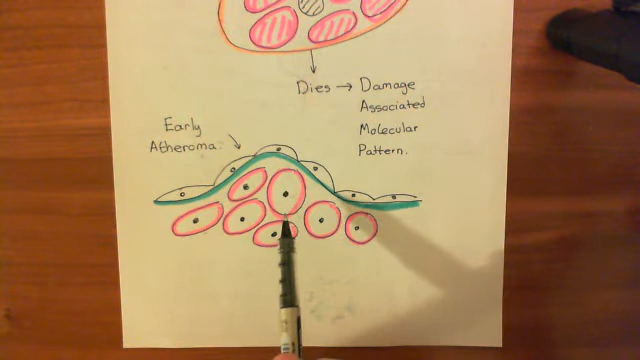 Dies → Damage
Associated
Molecular
Pattern.
Early
Atheroma.